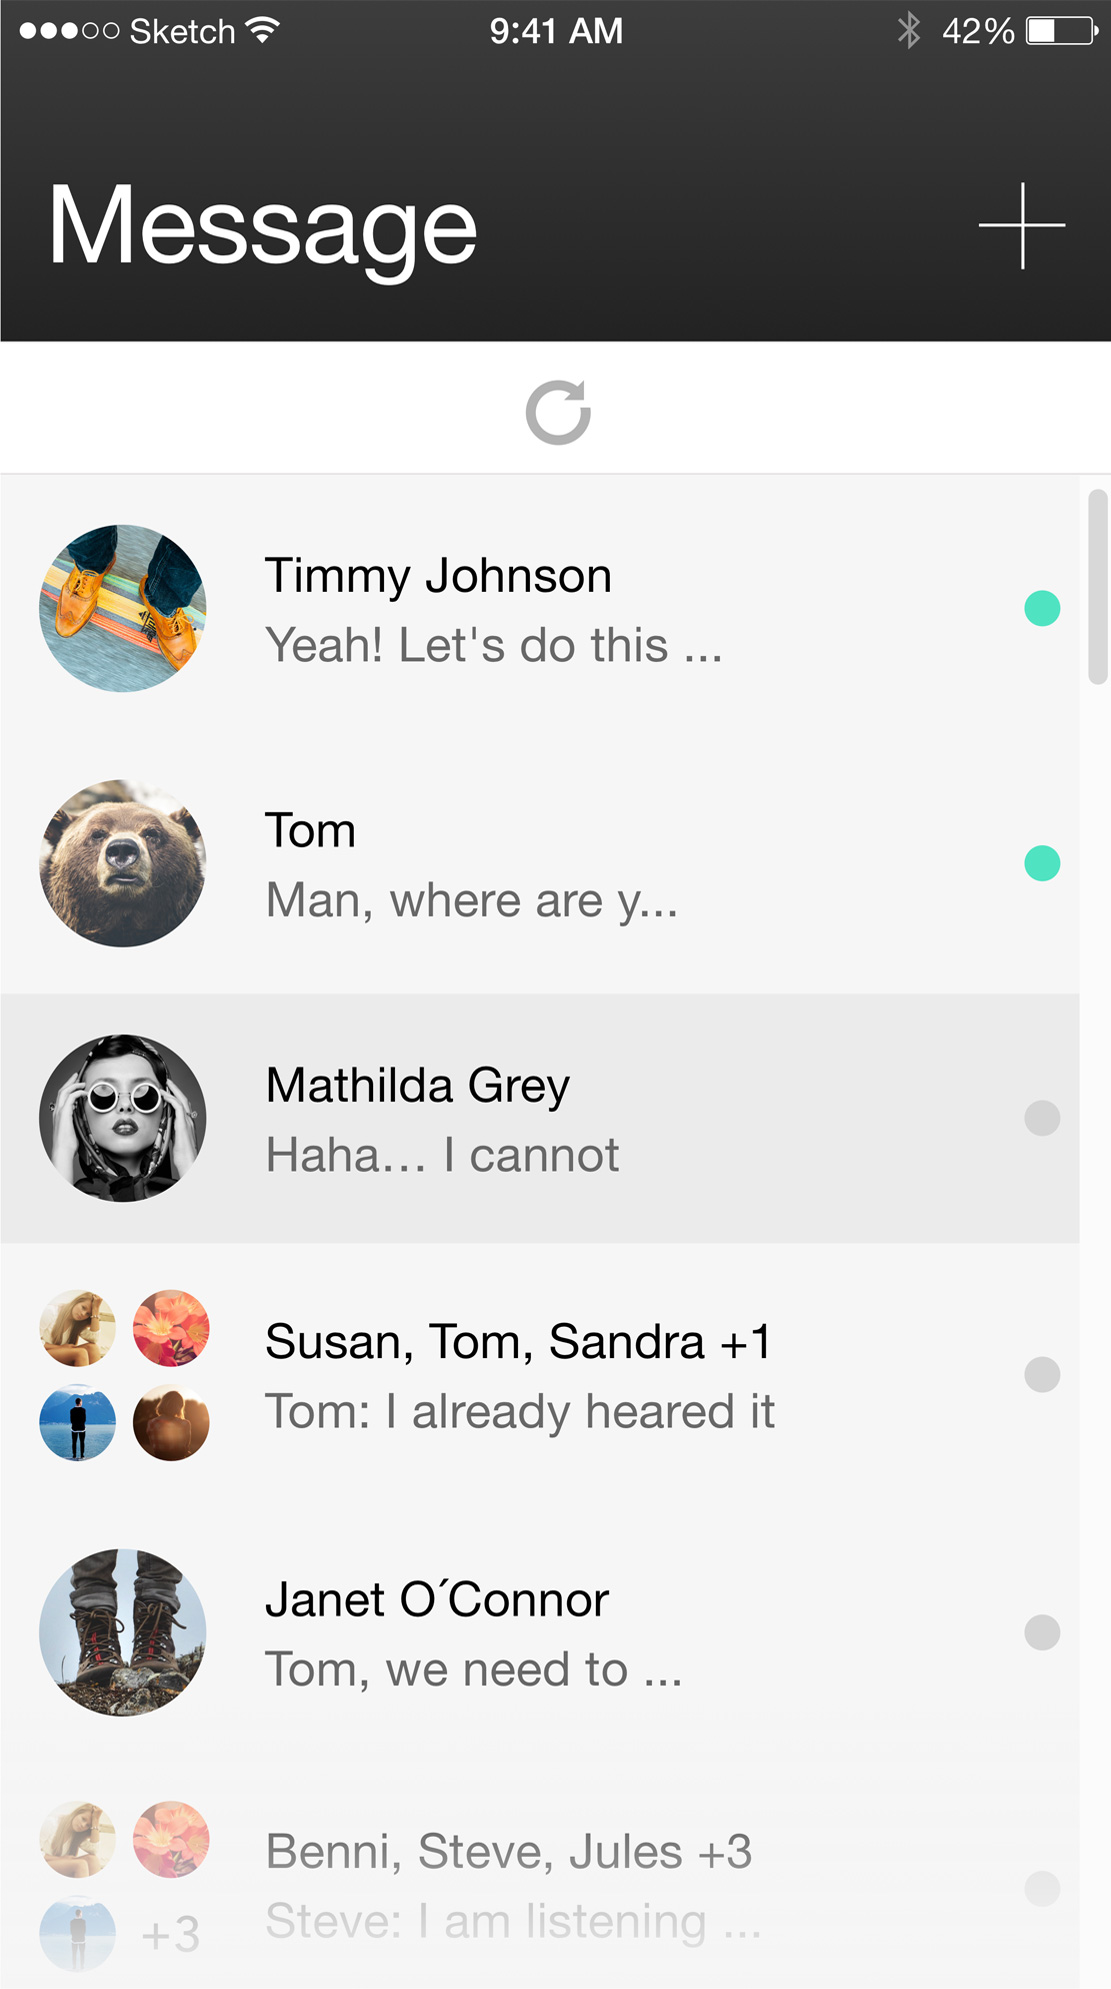 Sketch 9:41 AM 42%
Message
Timmy Johnson
Yeah! Let's do this ...
Tom
Man, where are y...
Mathilda Grey
Haha... I cannot
Susan, Tom, Sandra +1
Tom: I already heared it
Janet O´Connor
Tom, we need to ...
Benni, Steve, Jules +3
Steve: I am listening ...
+3